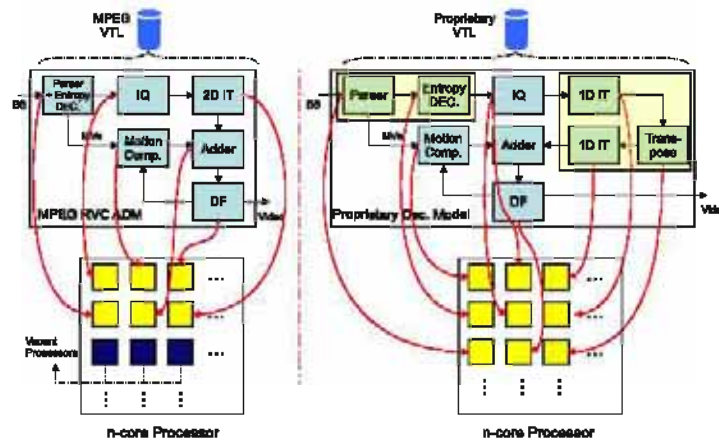 MPEG
VTL
Parser
+ Entropy
DEC.
IQ
2D IT
BS
MVs
Motion
Comp.
Adder
DF
Video
MPEG RVC ADM
Vacant
Processors
n-core Processor
Proprietary
VTL
Parser
Entropy
DEC.
IQ
1D IT
BS
MVs
Motion
Comp.
Adder
1D IT
Trans-
pose
DF
Video
Proprietary Dec. Model
n-core Processor